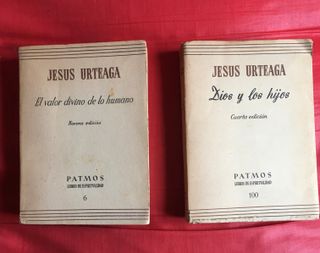 JESUS URTEAGA
El valor divino de lo humano
Novena edición
PATMOS
LIBROS DE ESPIRITUALIDAD
6
JESUS URTEAGA
Dios y los hijos
Cuarta edición
PATMOS
LIBROS DE ESPIRITUALIDAD
100